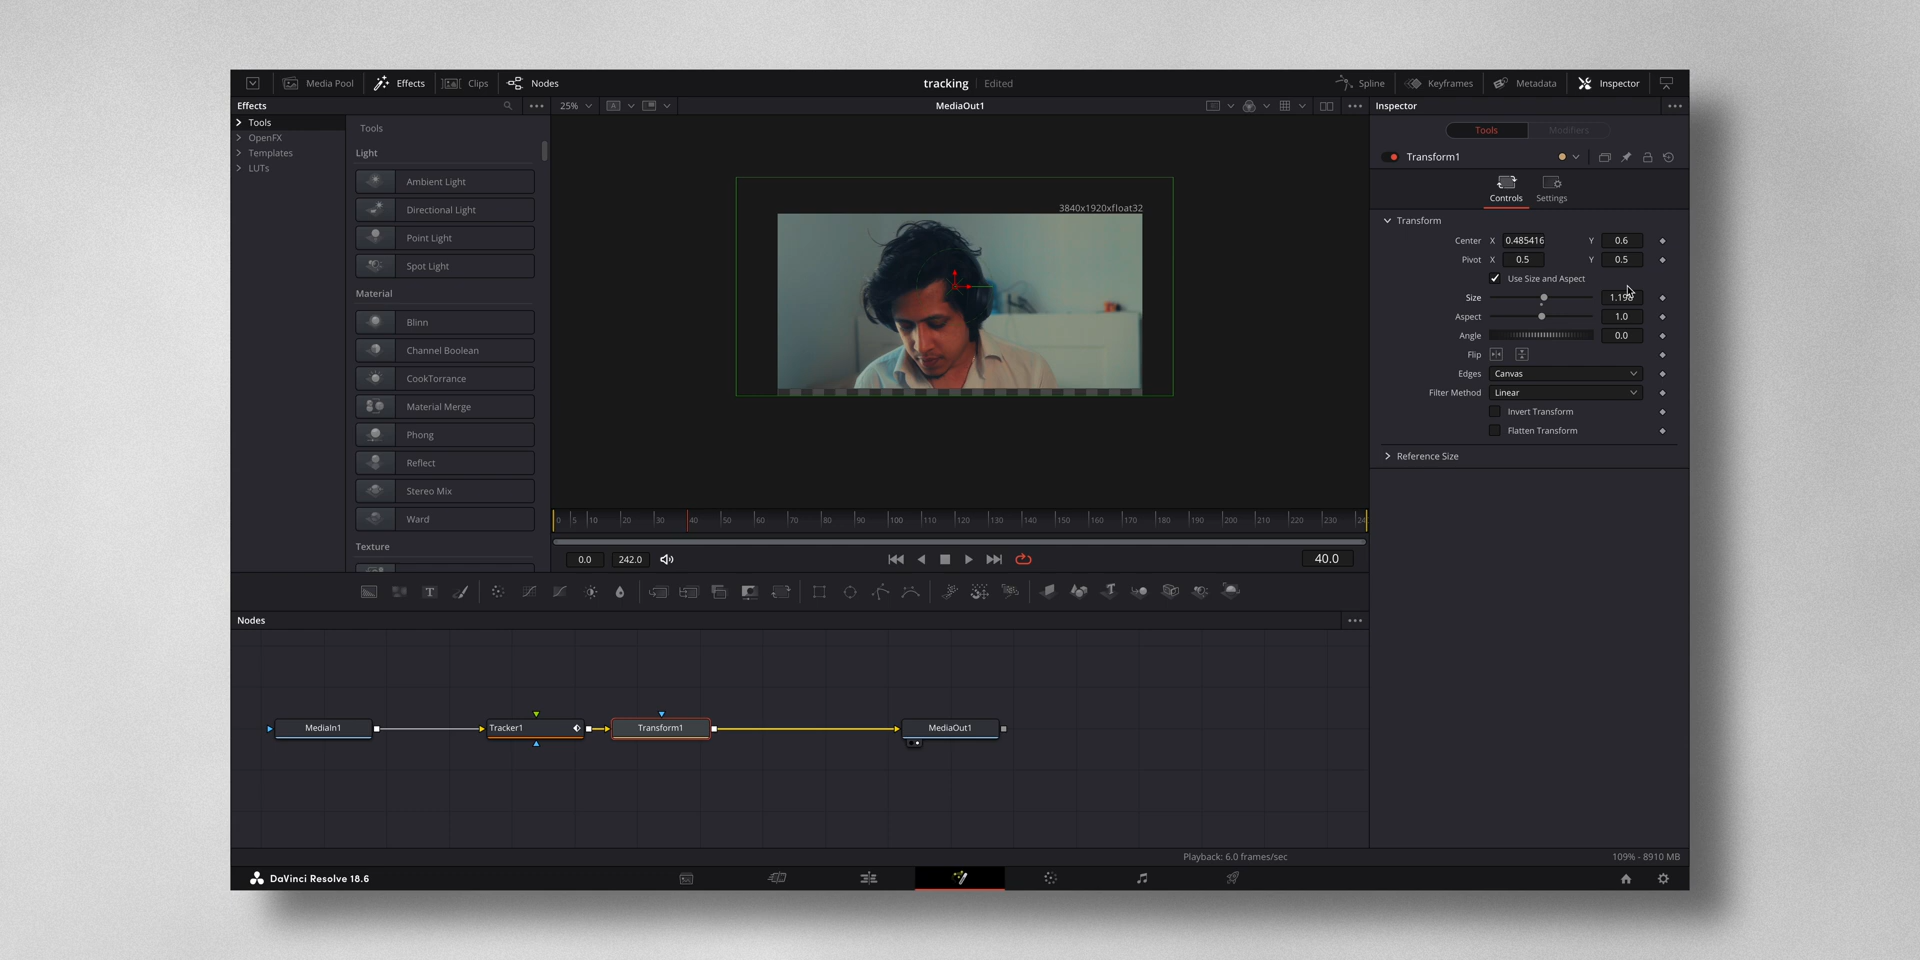 Media Pool Effects Clips Nodes tracking Edited Spline Keyframes Metadata Inspector
Effects 25% MediaOut1 Inspector
Tools
OpenFX
Templates
LUTs
Tools
Light
Ambient Light
Directional Light
Point Light
Spot Light
Material
Blinn
Channel Boolean
CookTorrance
Material Merge
Phong
Reflect
Stereo Mix
Ward
Texture
3840x1920xfloat32
0 5 10 20 30 40 50 60 70 80 90 100 110 120 130 140 150 160 170 180 190 200 210 220 230
0.0 242.0 40.0
Tools Modifiers
Transform1
Controls Settings
Transform
Center X 0.485416 Y 0.6
Pivot X 0.5 Y 0.5
Use Size and Aspect
Size
Aspect 1.0
Angle 0.0
Flip
Edges Canvas
Filter Method Linear
Invert Transform
Flatten Transform
Reference Size
Nodes
MediaIn1 Tracker1 Transform1 MediaOut1
Playback: 6.0 frames/sec 109% - 8910 MB
DaVinci Resolve 18.6